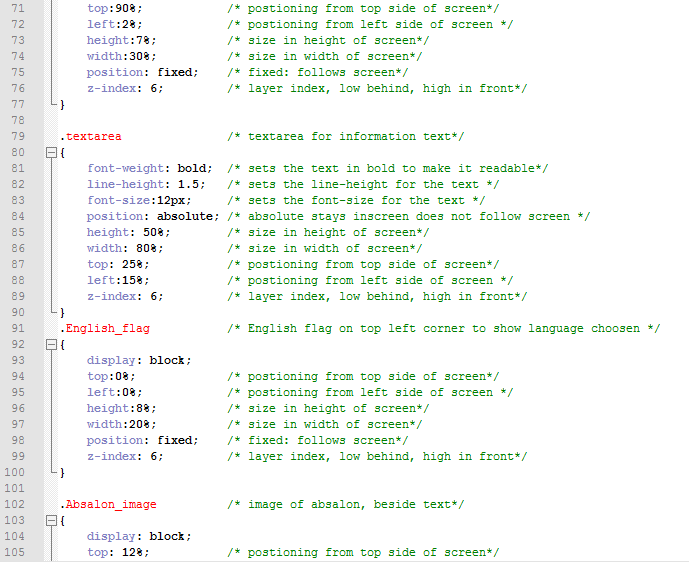 71 top:90%; /* postioning from top side of screen*/
72 left:2%; /* postioning from left side of screen */
73 height:7%; /* size in height of screen*/
74 width:30%; /* size in width of screen*/
75 position: fixed; /* fixed: follows screen*/
76 z-index: 6; /* layer index, low behind, high in front*/
77 }
78
79 .textarea /* textarea for information text*/
80 {
81 font-weight: bold; /* sets the text in bold to make it readable*/
82 line-height: 1.5; /* sets the line-height for the text */
83 font-size:12px; /* sets the font-size for the text */
84 position: absolute; /* absolute stays inscreen does not follow screen */
85 height: 50%; /* size in height of screen*/
86 width: 80%; /* size in width of screen*/
87 top: 25%; /* postioning from top side of screen*/
88 left:15%; /* postioning from left side of screen */
89 z-index: 6; /* layer index, low behind, high in front*/
90 }
91 .English_flag /* English flag on top left corner to show language choosen */
92 {
93 display: block;
94 top:0%; /* postioning from top side of screen*/
95 left:0%; /* postioning from left side of screen */
96 height:8%; /* size in height of screen*/
97 width:20%; /* size in width of screen*/
98 position: fixed; /* fixed: follows screen*/
99 z-index: 6; /* layer index, low behind, high in front*/
100 }
101
102 .Absalon_image /* image of absalon, beside text*/
103 {
104 display: block;
105 top: 12%; /* postioning from top side of screen*/